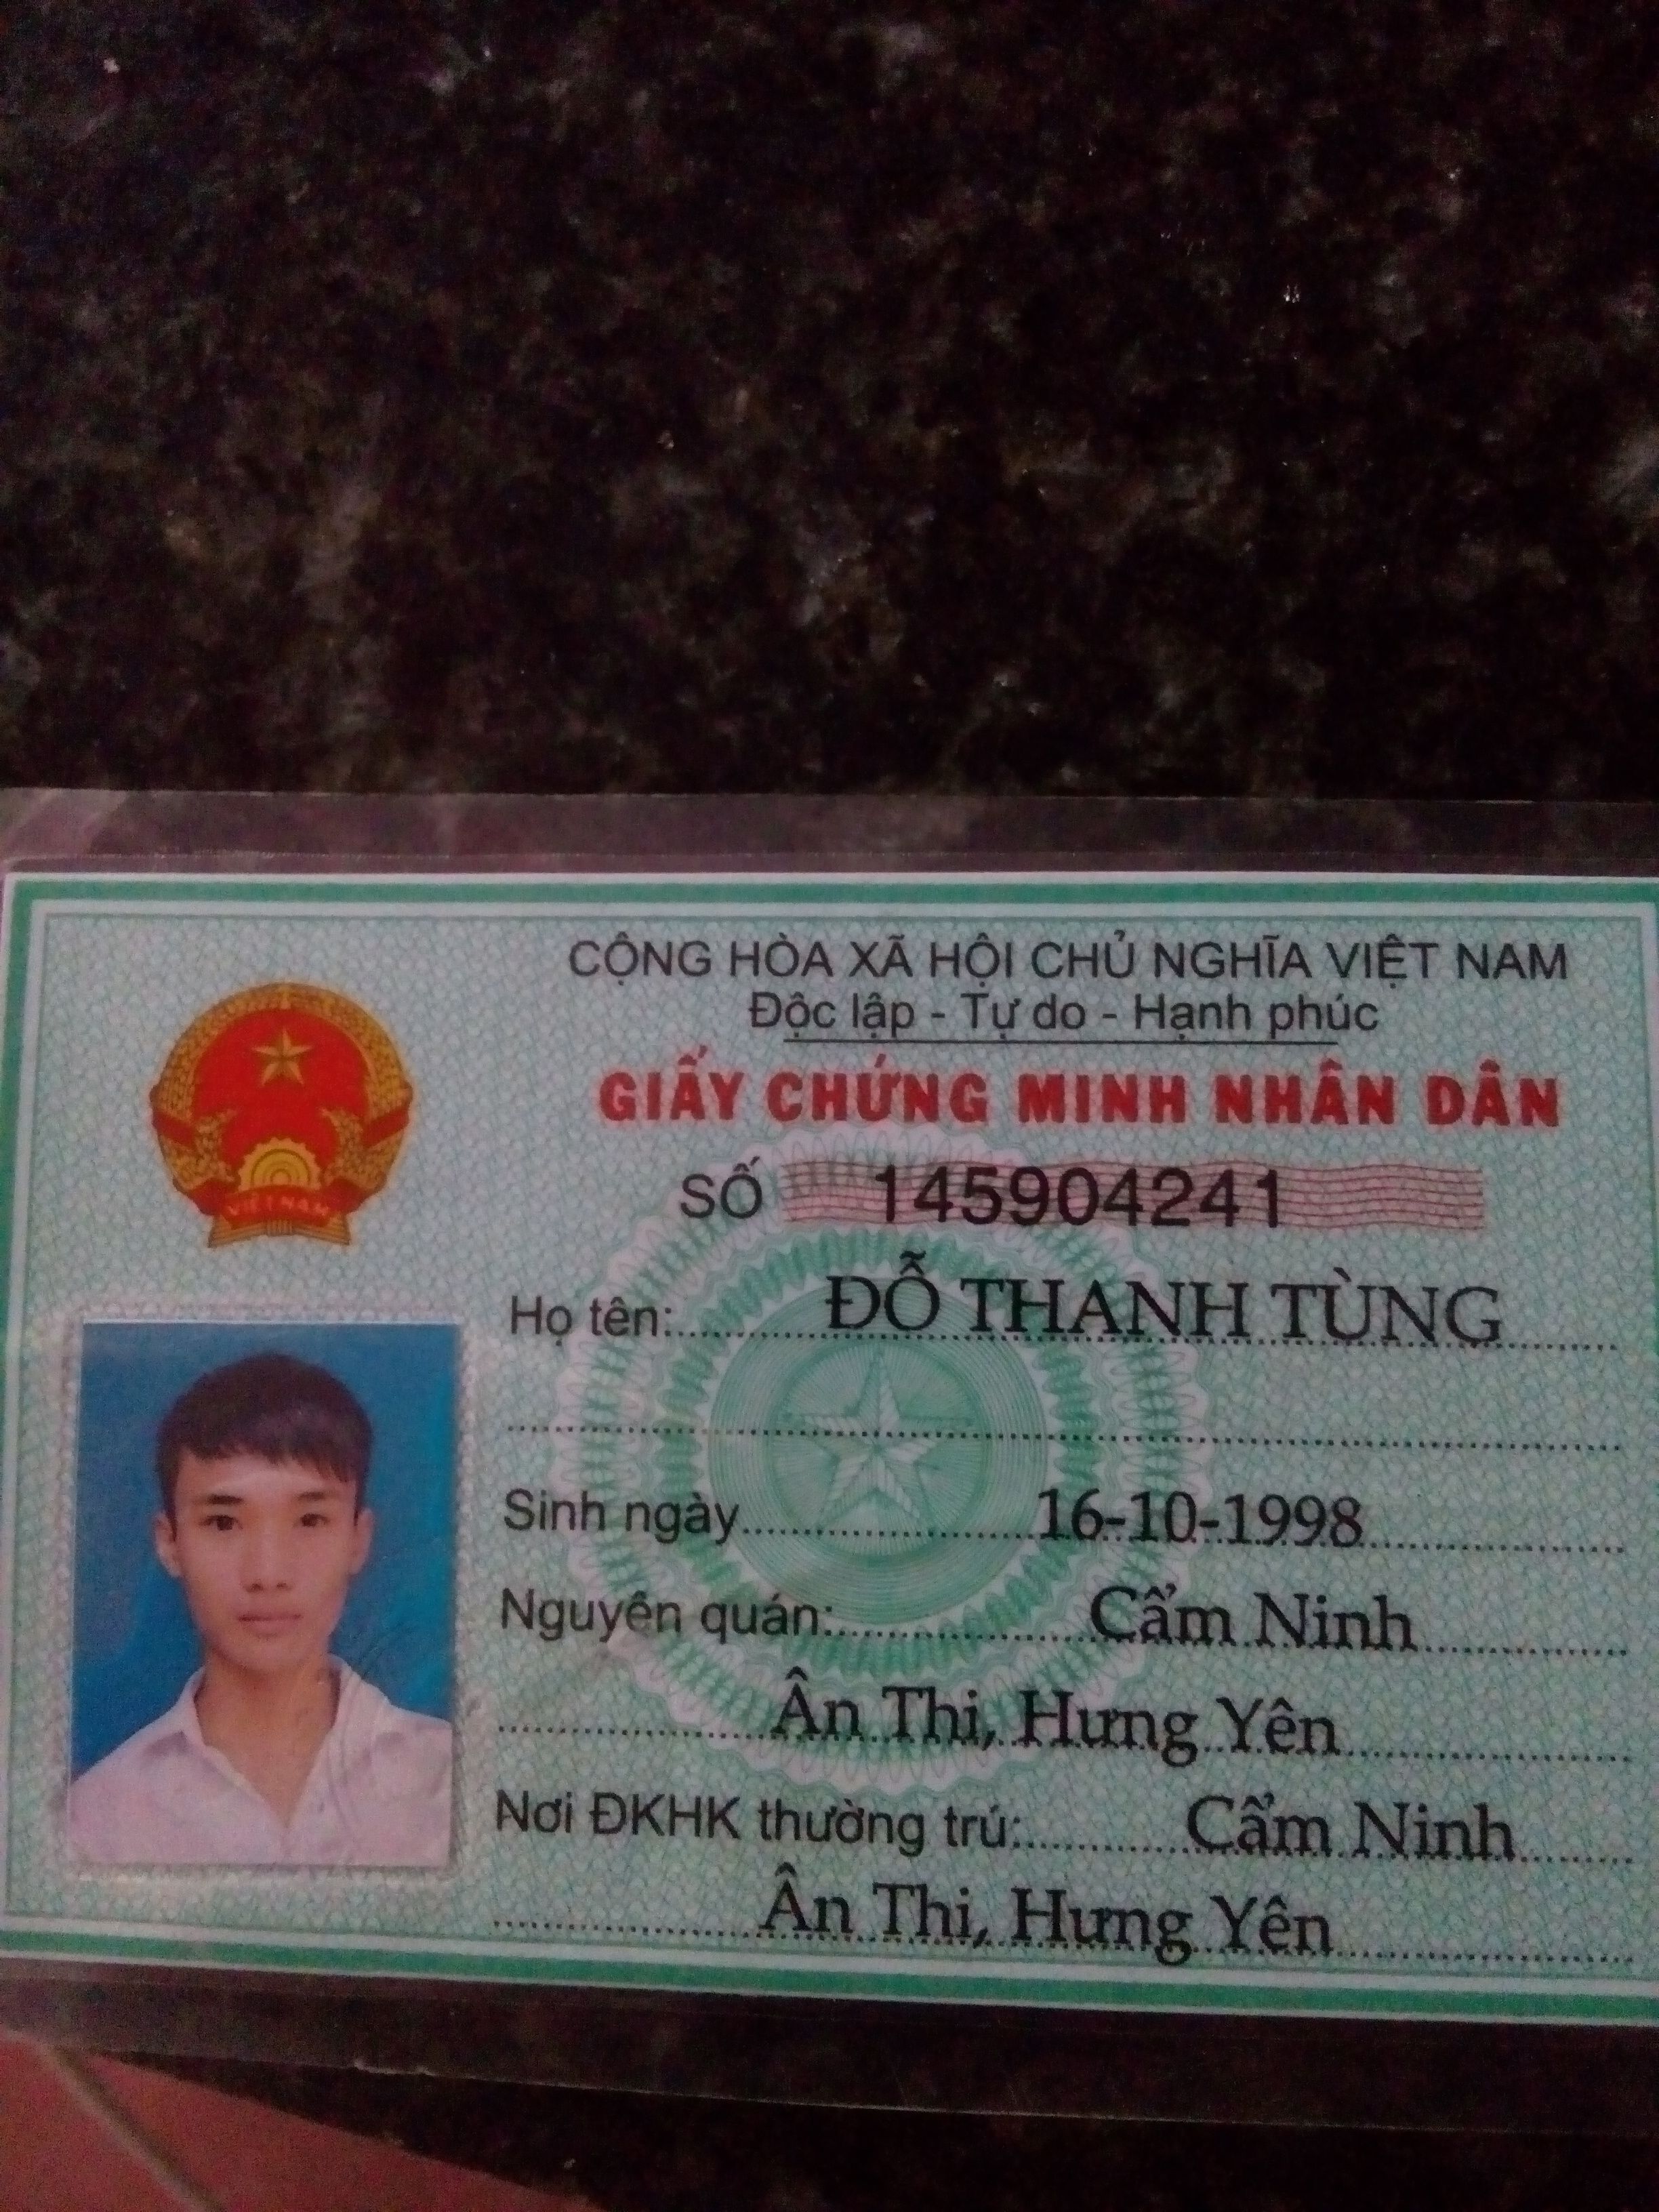 CỘNG HÒA XÃ HỘI CHỦ NGHĨA VIỆT NAM
Độc lập - Tự do - Hạnh phúc
GIẤY CHỨNG MINH NHÂN DÂN
SỐ 145904241
VIỆT NAM
Họ tên: ĐỖ THANH TÙNG
Sinh ngày 16-10-1998
Nguyên quán: Cẩm Ninh
Ân Thi, Hưng Yên
Nơi ĐKHK thường trú: Cẩm Ninh
Ân Thi, Hưng Yên